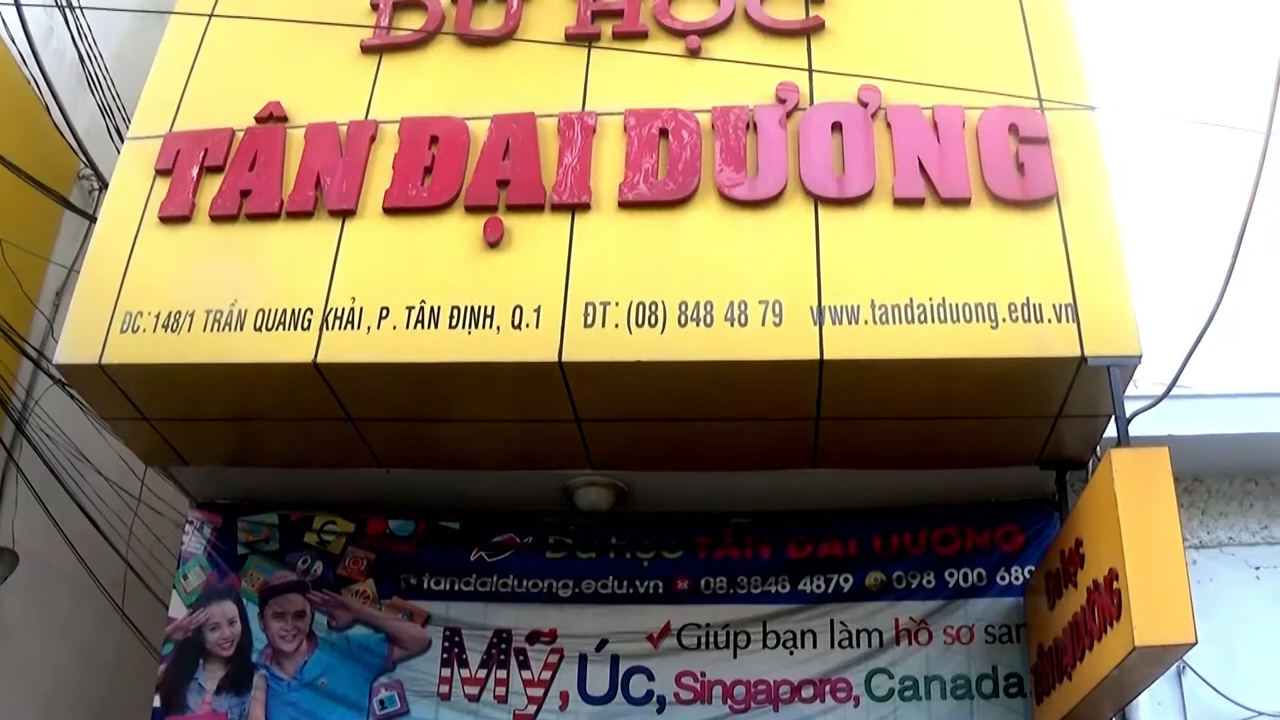 DU HỌC
TÂN ĐẠI DƯƠNG
ĐC: 148/1 TRẦN QUANG KHẢI, P. TÂN ĐỊNH, Q.1 ĐT: (08) 848 48 79 www.tandaiduong.edu.vn
Du học TÂN ĐẠI DƯƠNG
tandaiduong.edu.vn 08.3848 4879 098 900 689
Giúp bạn làm hồ sơ san
Mỹ, Úc, Singapore, Canada
Du học
TÂN ĐẠI DƯƠNG